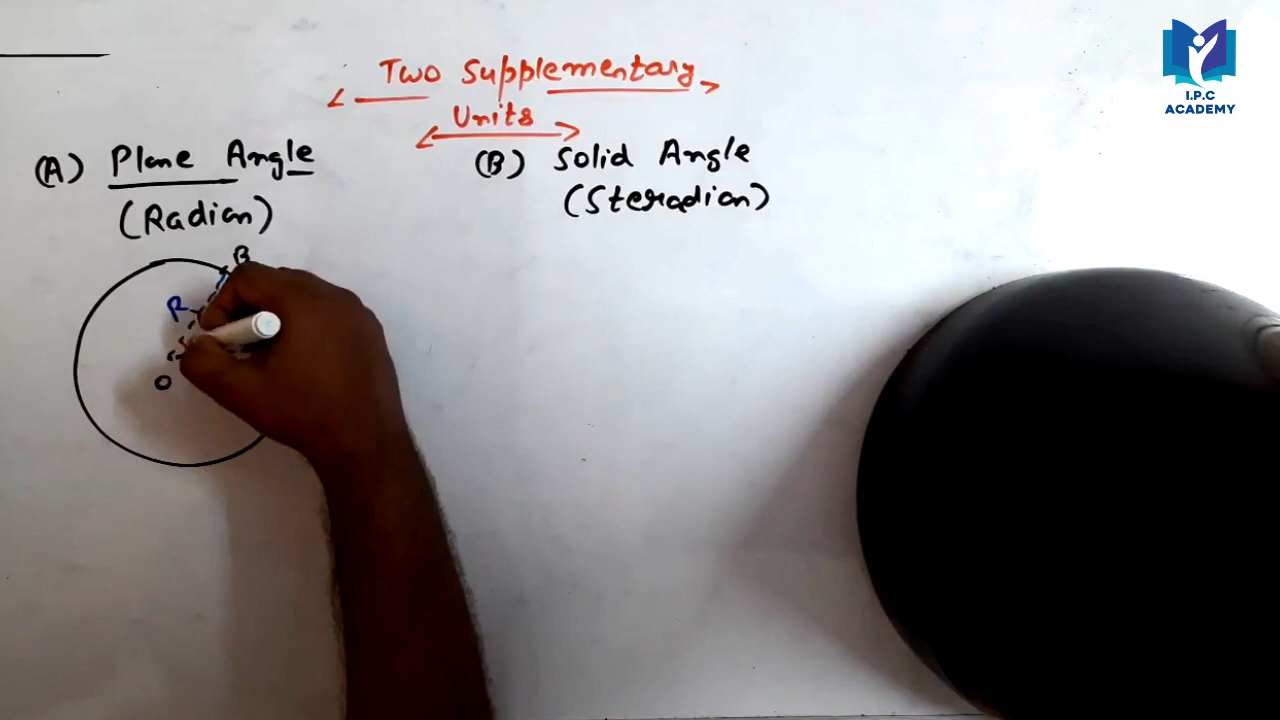 Two Supplementary
Units
(A) Plane Angle
(Radian)
(B) Solid Angle
(Steradian)
B
R
O
I.P.C
ACADEMY